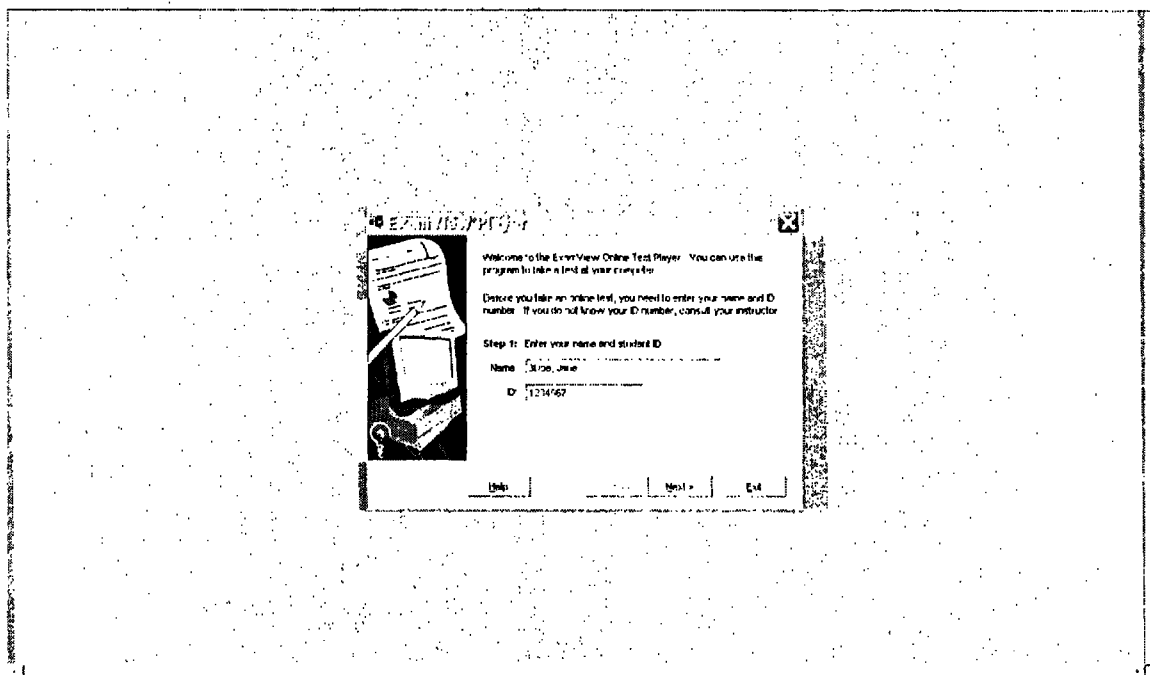 Welcome to the ExamView Online Test Player. You can use this
program to take a test at your computer.
Before you take an online test, you need to enter your name and ID
number. If you do not know your ID number, consult your instructor
Step 1: Enter your name and student ID
Name
Jane
ID: 1234567
Help
Next >
Exit